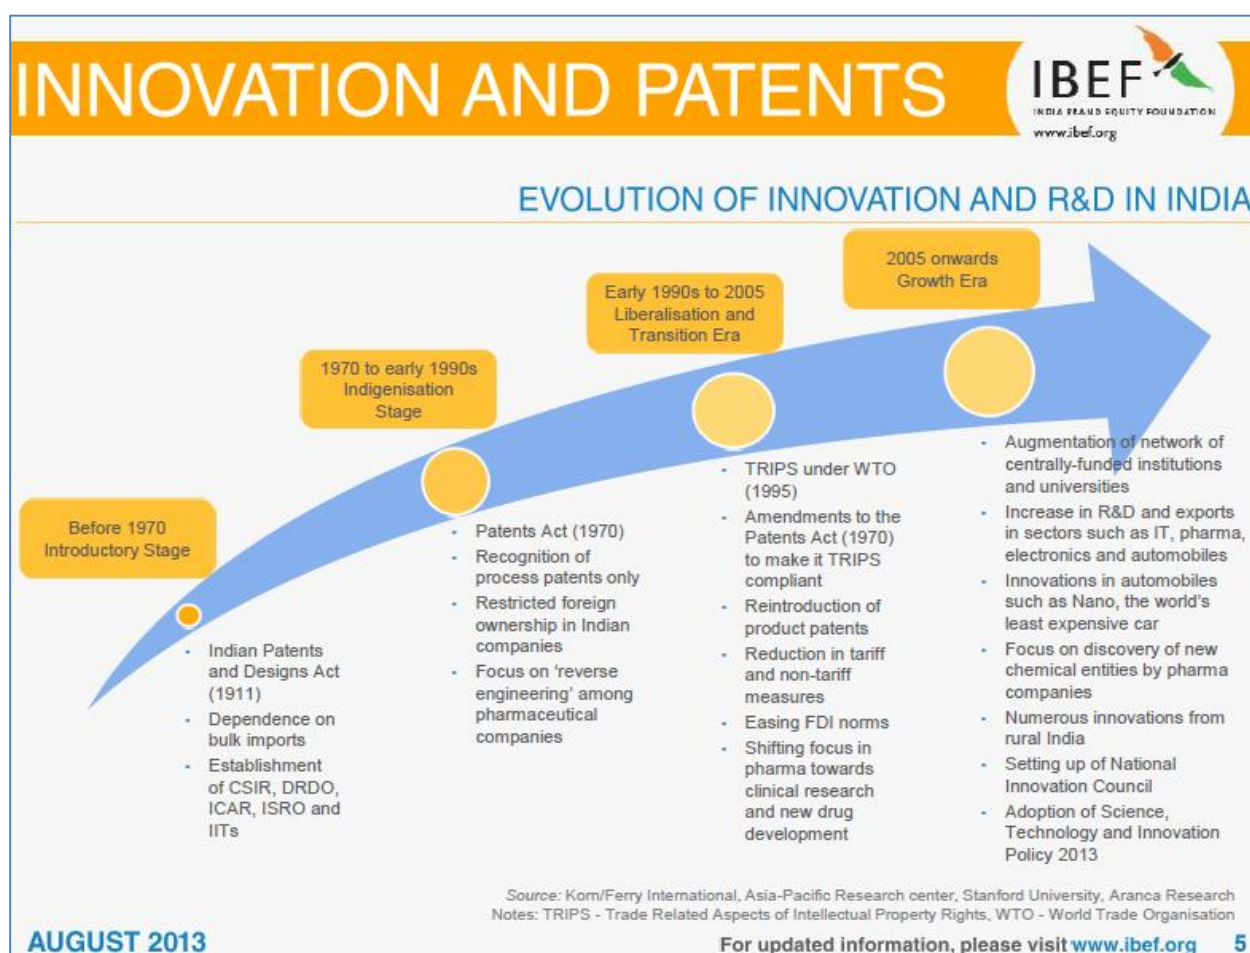 INNOVATION AND PATENTS
IBEF
INDIA BRAND EQUITY FOUNDATION
www.ibef.org
EVOLUTION OF INNOVATION AND R&D IN INDIA
Before 1970
Introductory Stage
Indian Patents
and Designs Act
(1911)
Dependence on
bulk imports
Establishment
of CSIR, DRDO,
ICAR, ISRO and
IITs
1970 to early 1990s
Indigenisation
Stage
Patents Act (1970)
Recognition of
process patents only
Restricted foreign
ownership in Indian
companies
Focus on ‘reverse
engineering’ among
pharmaceutical
companies
Early 1990s to 2005
Liberalisation and
Transition Era
TRIPS under WTO
(1995)
Amendments to the
Patents Act (1970)
to make it TRIPS
compliant
Reintroduction of
product patents
Reduction in tariff
and non-tariff
measures
Easing FDI norms
Shifting focus in
pharma towards
clinical research
and new drug
development
2005 onwards
Growth Era
Augmentation of network of
centrally-funded institutions
and universities
Increase in R&D and exports
in sectors such as IT, pharma,
electronics and automobiles
Innovations in automobiles
such as Nano, the world’s
least expensive car
Focus on discovery of new
chemical entities by pharma
companies
Numerous innovations from
rural India
Setting up of National
Innovation Council
Adoption of Science,
Technology and Innovation
Policy 2013
Source: Korn/Ferry International, Asia-Pacific Research center, Stanford University, Aranca Research
Notes: TRIPS - Trade Related Aspects of Intellectual Property Rights, WTO - World Trade Organisation
AUGUST 2013
For updated information, please visit www.ibef.org 5